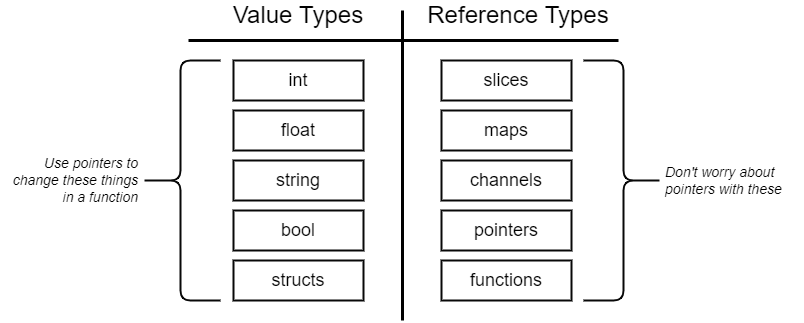 Value Types
Reference Types
int
slices
float
maps
Use pointers to
change these things
in a function
string
channels
Don't worry about
pointers with these
bool
pointers
structs
functions